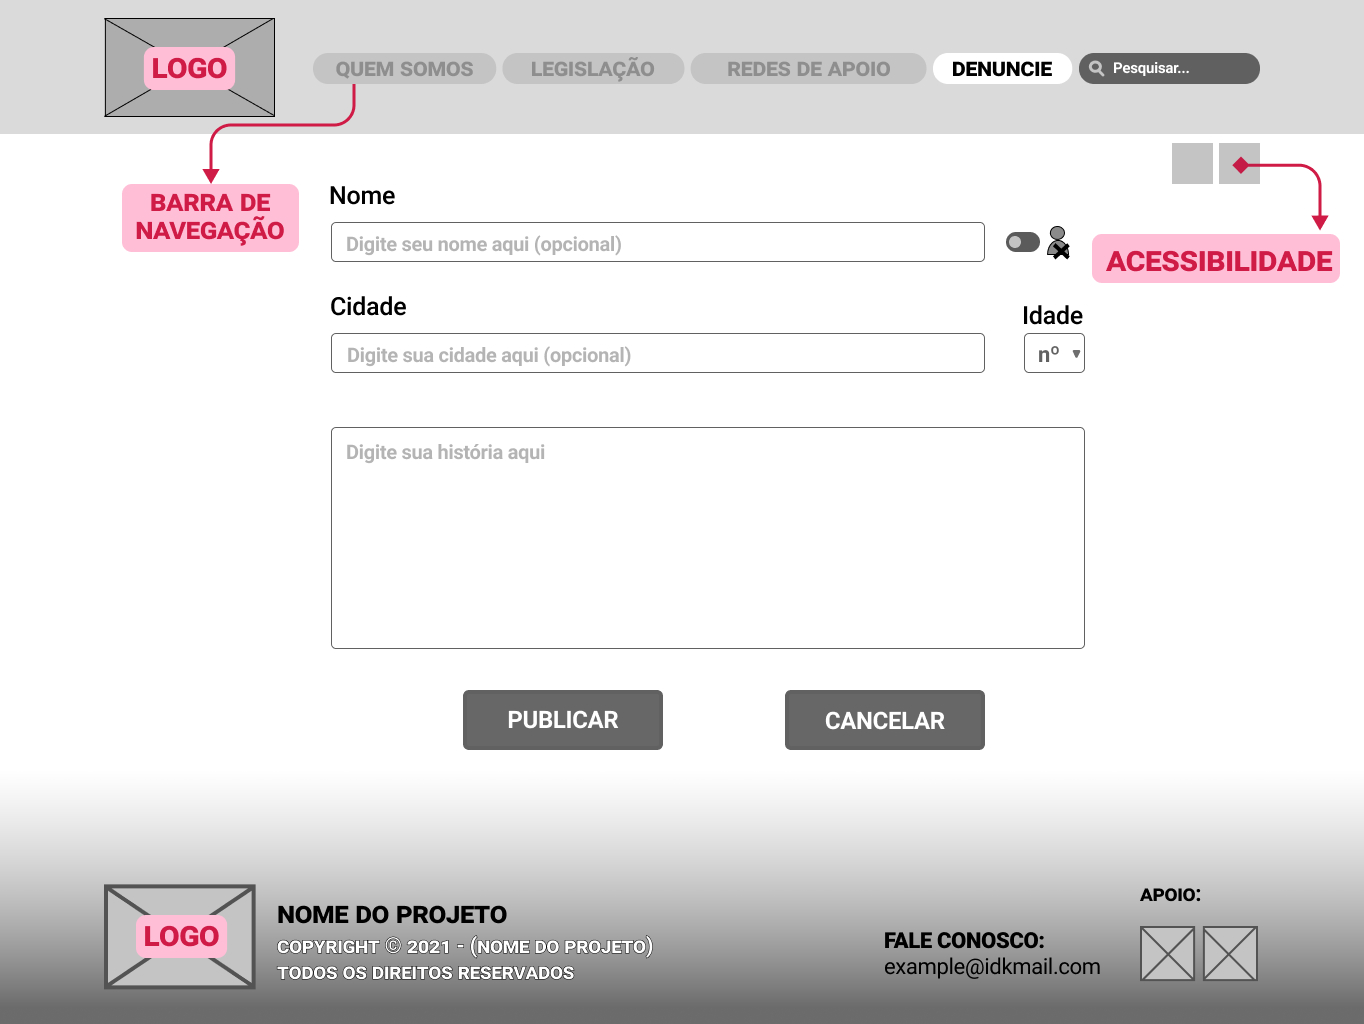 LOGO
QUEM SOMOS
LEGISLAÇÃO
REDES DE APOIO
DENUNCIE
Pesquisar...
BARRA DE
NAVEGAÇÃO
ACESSIBILIDADE
Nome
Digite seu nome aqui (opcional)
Cidade
Digite sua cidade aqui (opcional)
Idade
nº
Digite sua história aqui
PUBLICAR
CANCELAR
LOGO
NOME DO PROJETO
COPYRIGHT © 2021 - (NOME DO PROJETO)
TODOS OS DIREITOS RESERVADOS
FALE CONOSCO:
example@idkmail.com
APOIO: